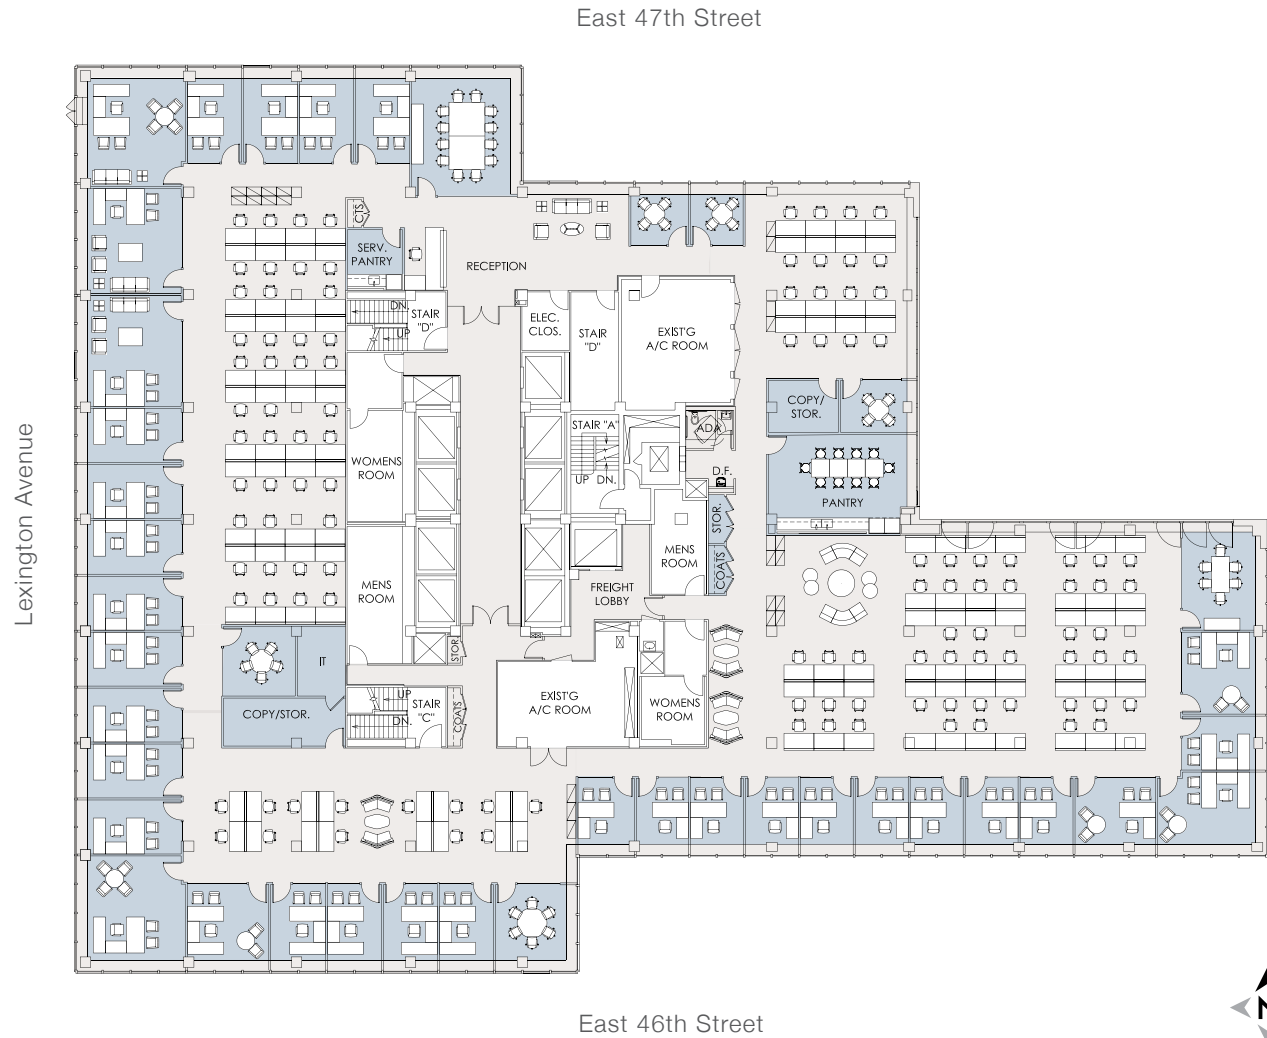 East 47th Street
CTS
SERV.
PANTRY
RECEPTION
DN.
UP
STAIR
"D"
ELEC.
CLOS.
STAIR
"D"
EXIST'G
A/C ROOM
COPY/
STOR.
STAIR "A"
ADA
UP DN.
D.F.
WOMENS
ROOM
PANTRY
STOR.
MENS
ROOM
COATS
MENS
ROOM
FREIGHT
LOBBY
STOR
IT
COPY/STOR.
UP
STAIR
"C"
DN.
COATS
EXIST'G
A/C ROOM
WOMENS
ROOM
Lexington Avenue
East 46th Street
N